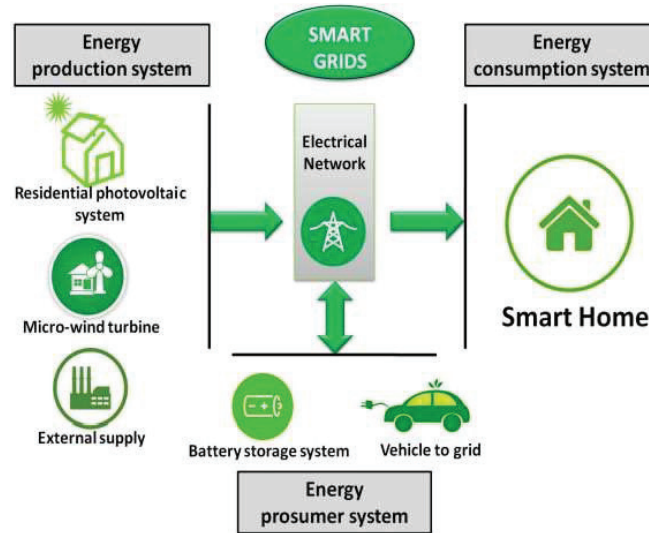 Energy
production system
SMART
GRIDS
Energy
consumption system
Residential photovoltaic
system
Micro-wind turbine
External supply
Electrical
Network
Smart Home
Battery storage system
Vehicle to grid
Energy
prosumer system